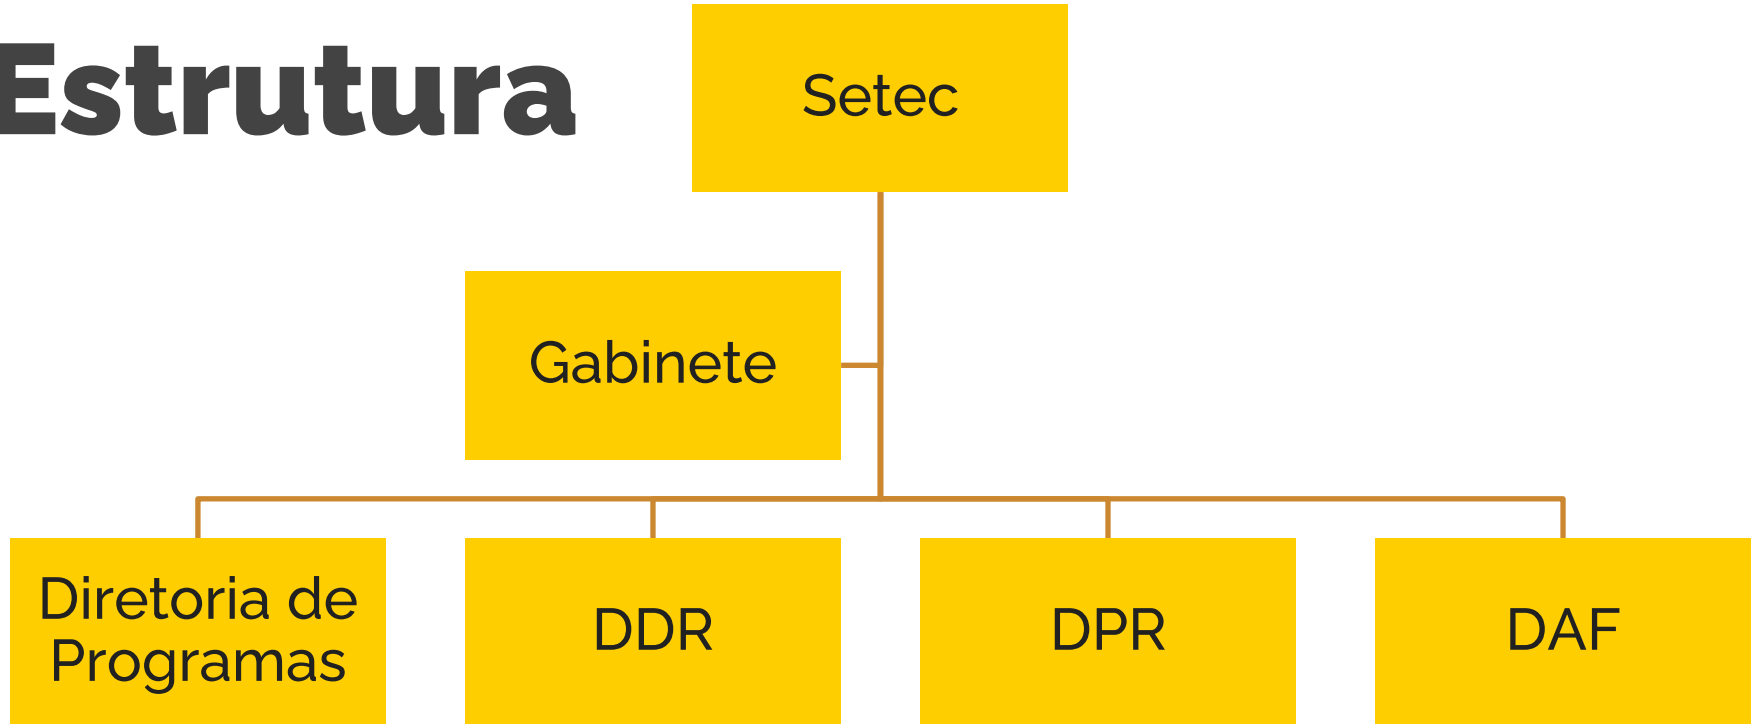 Estrutura
Setec
Gabinete
Diretoria de
Programas
DDR
DPR
DAF